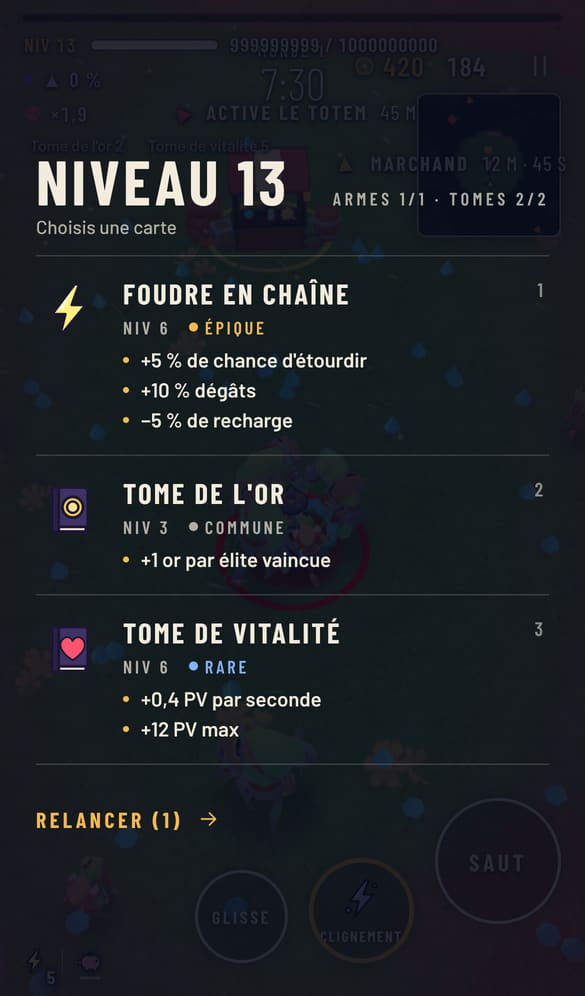 NIV 13 999999999 / 1000000000
420 184
▲ 0 % 7:30
×1,9 ACTIVE LE TOTEM 45 M
Tome de l'or 2 Tome de vitalité 5
MARCHAND 12 M · 45 S
NIVEAU 13
ARMES 1/1 · TOMES 2/2
Choisis une carte
FOUDRE EN CHAÎNE 1
NIV 6 • ÉPIQUE
• +5 % de chance d'étourdir
• +10 % dégâts
• −5 % de recharge
TOME DE L'OR 2
NIV 3 • COMMUNE
• +1 or par élite vaincue
TOME DE VITALITÉ 3
NIV 6 • RARE
• +0,4 PV par seconde
• +12 PV max
RELANCER (1) →
SAUT
GLISSE
CLIGNEMENT
5